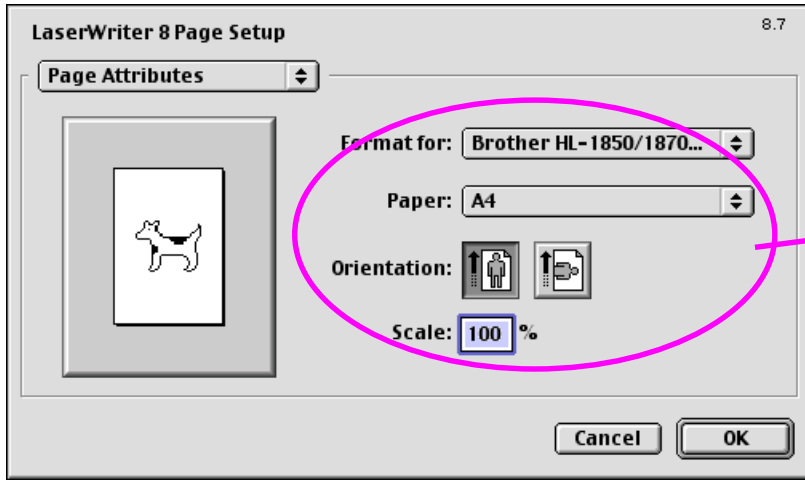 LaserWriter 8 Page Setup
8.7
Page Attributes
Format for: Brother HL-1850/1870...
Paper: A4
Orientation:
Scale: 100 %
Cancel OK